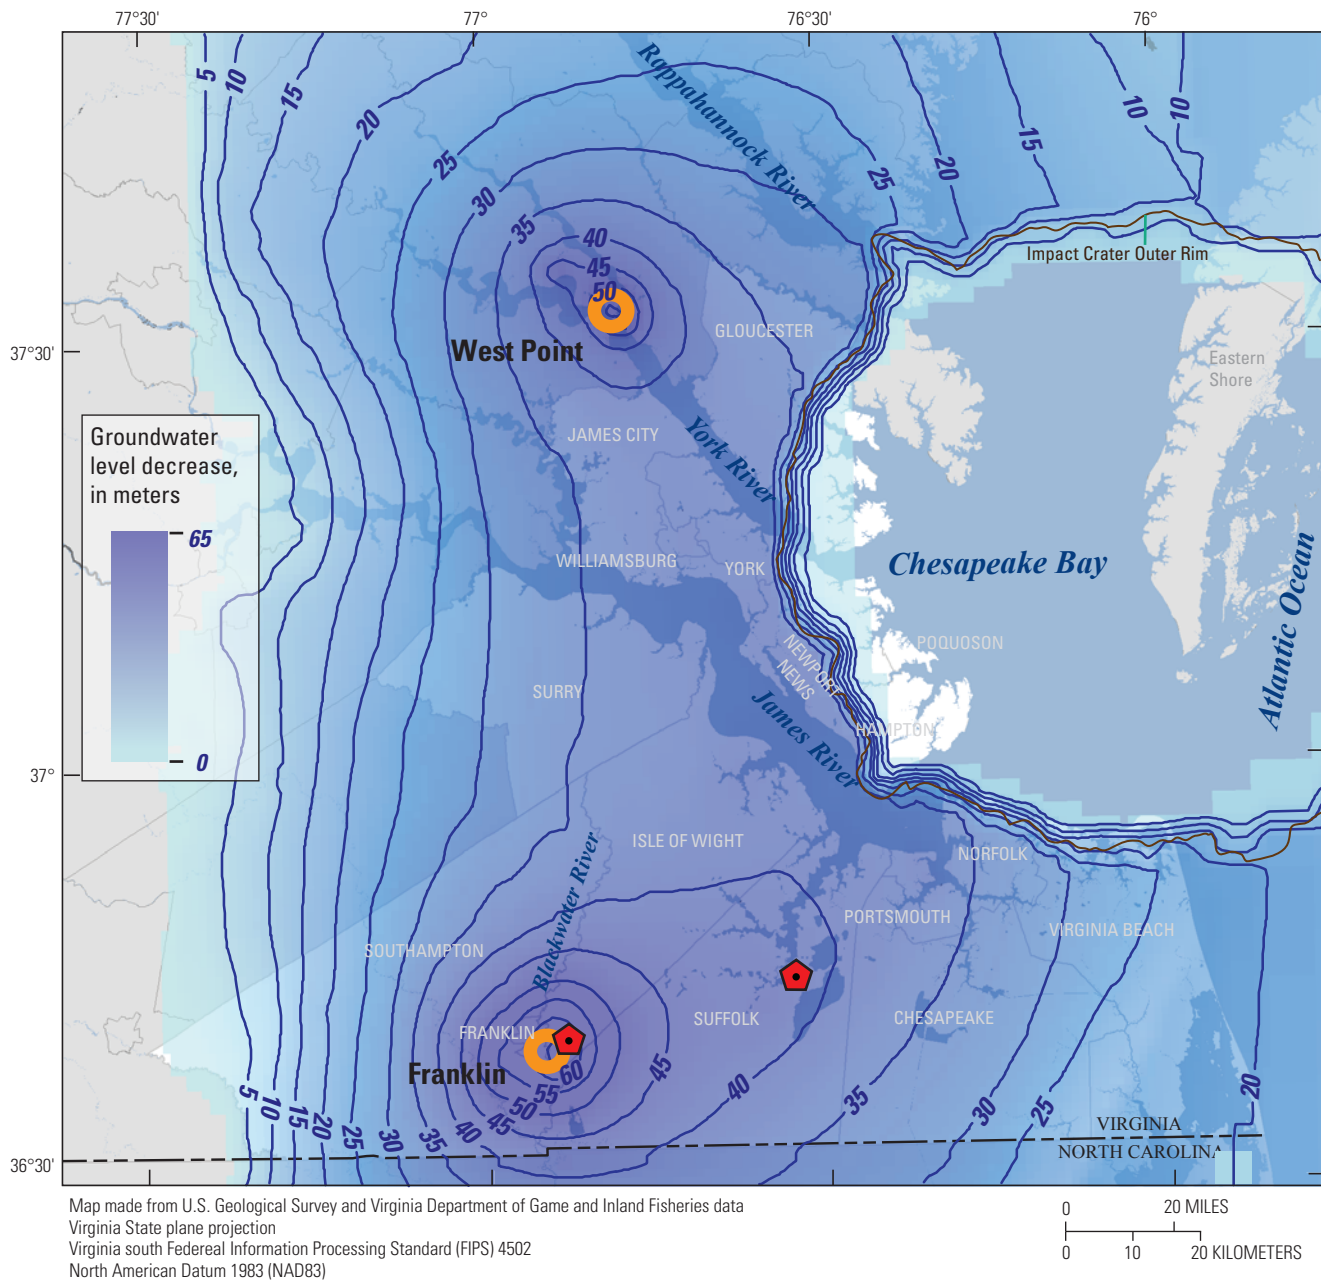 77°30'
77°
76°30'
76°
5
10
15
20
25
30
35
40
45
50
Rappahannock River
25
20
15
10
10
Impact Crater Outer Rim
37°30'
West Point
GLOUCESTER
Eastern
Shore
Groundwater
level decrease,
in meters
65
0
JAMES CITY
York River
WILLIAMSBURG
YORK
Chesapeake Bay
Atlantic Ocean
POQUOSON
NEWPORT
NEWS
SURRY
James River
HAMPTON
37°
ISLE OF WIGHT
NORFOLK
Blackwater River
PORTSMOUTH
VIRGINIA BEACH
SOUTHAMPTON
FRANKLIN
SUFFOLK
CHESAPEAKE
Franklin
60
55
50
45
40
35
30
25
20
15
10
5
45
40
35
30
25
20
VIRGINIA
NORTH CAROLINA
36°30'
Map made from U.S. Geological Survey and Virginia Department of Game and Inland Fisheries data
Virginia State plane projection
Virginia south Federeal Information Processing Standard (FIPS) 4502
North American Datum 1983 (NAD83)
0 20 MILES
0 10 20 KILOMETERS